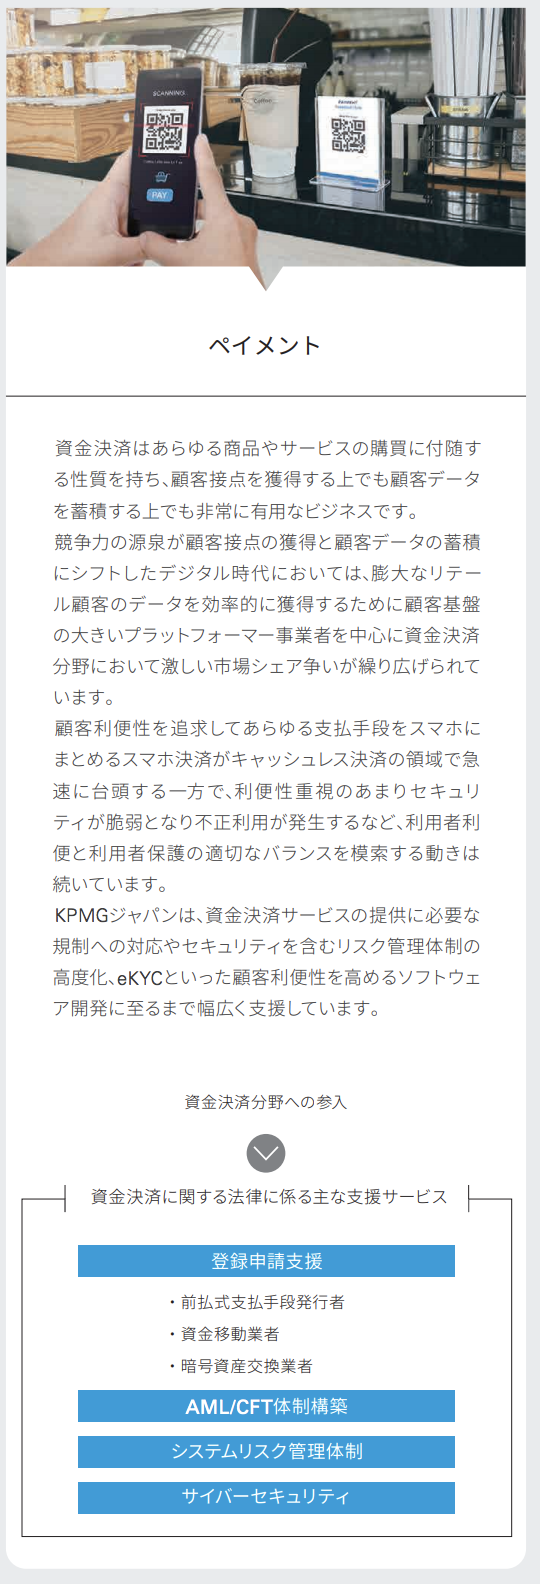 SCANNING
PAY
Coffee
PAYMENT
ペイメント
資金決済はあらゆる商品やサービスの購買に付随す
る性質を持ち、顧客接点を獲得する上でも顧客データ
を蓄積する上でも非常に有用なビジネスです。
競争力の源泉が顧客接点の獲得と顧客データの蓄積
にシフトしたデジタル時代においては、膨大なリテー
ル顧客のデータを効率的に獲得するために顧客基盤
の大きいプラットフォーマー事業者を中心に資金決済
分野において激しい市場シェア争いが繰り広げられて
います。
顧客利便性を追求してあらゆる支払手段をスマホに
まとめるスマホ決済がキャッシュレス決済の領域で急
速に台頭する一方で、利便性重視のあまりセキュリ
ティが脆弱となり不正利用が発生するなど、利用者利
便と利用者保護の適切なバランスを模索する動きは
続いています。
KPMGジャパンは、資金決済サービスの提供に必要な
規制への対応やセキュリティを含むリスク管理体制の
高度化、eKYCといった顧客利便性を高めるソフトウェ
ア開発に至るまで幅広く支援しています。
資金決済分野への参入
資金決済に関する法律に係る主な支援サービス
登録申請支援
・前払式支払手段発行者
・資金移動業者
・暗号資産交換業者
AML/CFT体制構築
システムリスク管理体制
サイバーセキュリティ